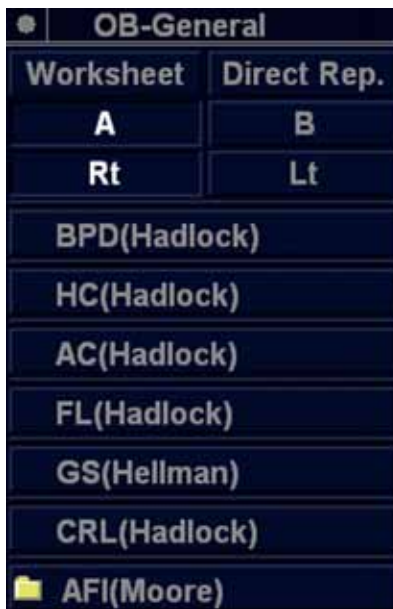 OB-General
Worksheet Direct Rep.
A B
Rt Lt
BPD(Hadlock)
HC(Hadlock)
AC(Hadlock)
FL(Hadlock)
GS(Hellman)
CRL(Hadlock)
AFI(Moore)